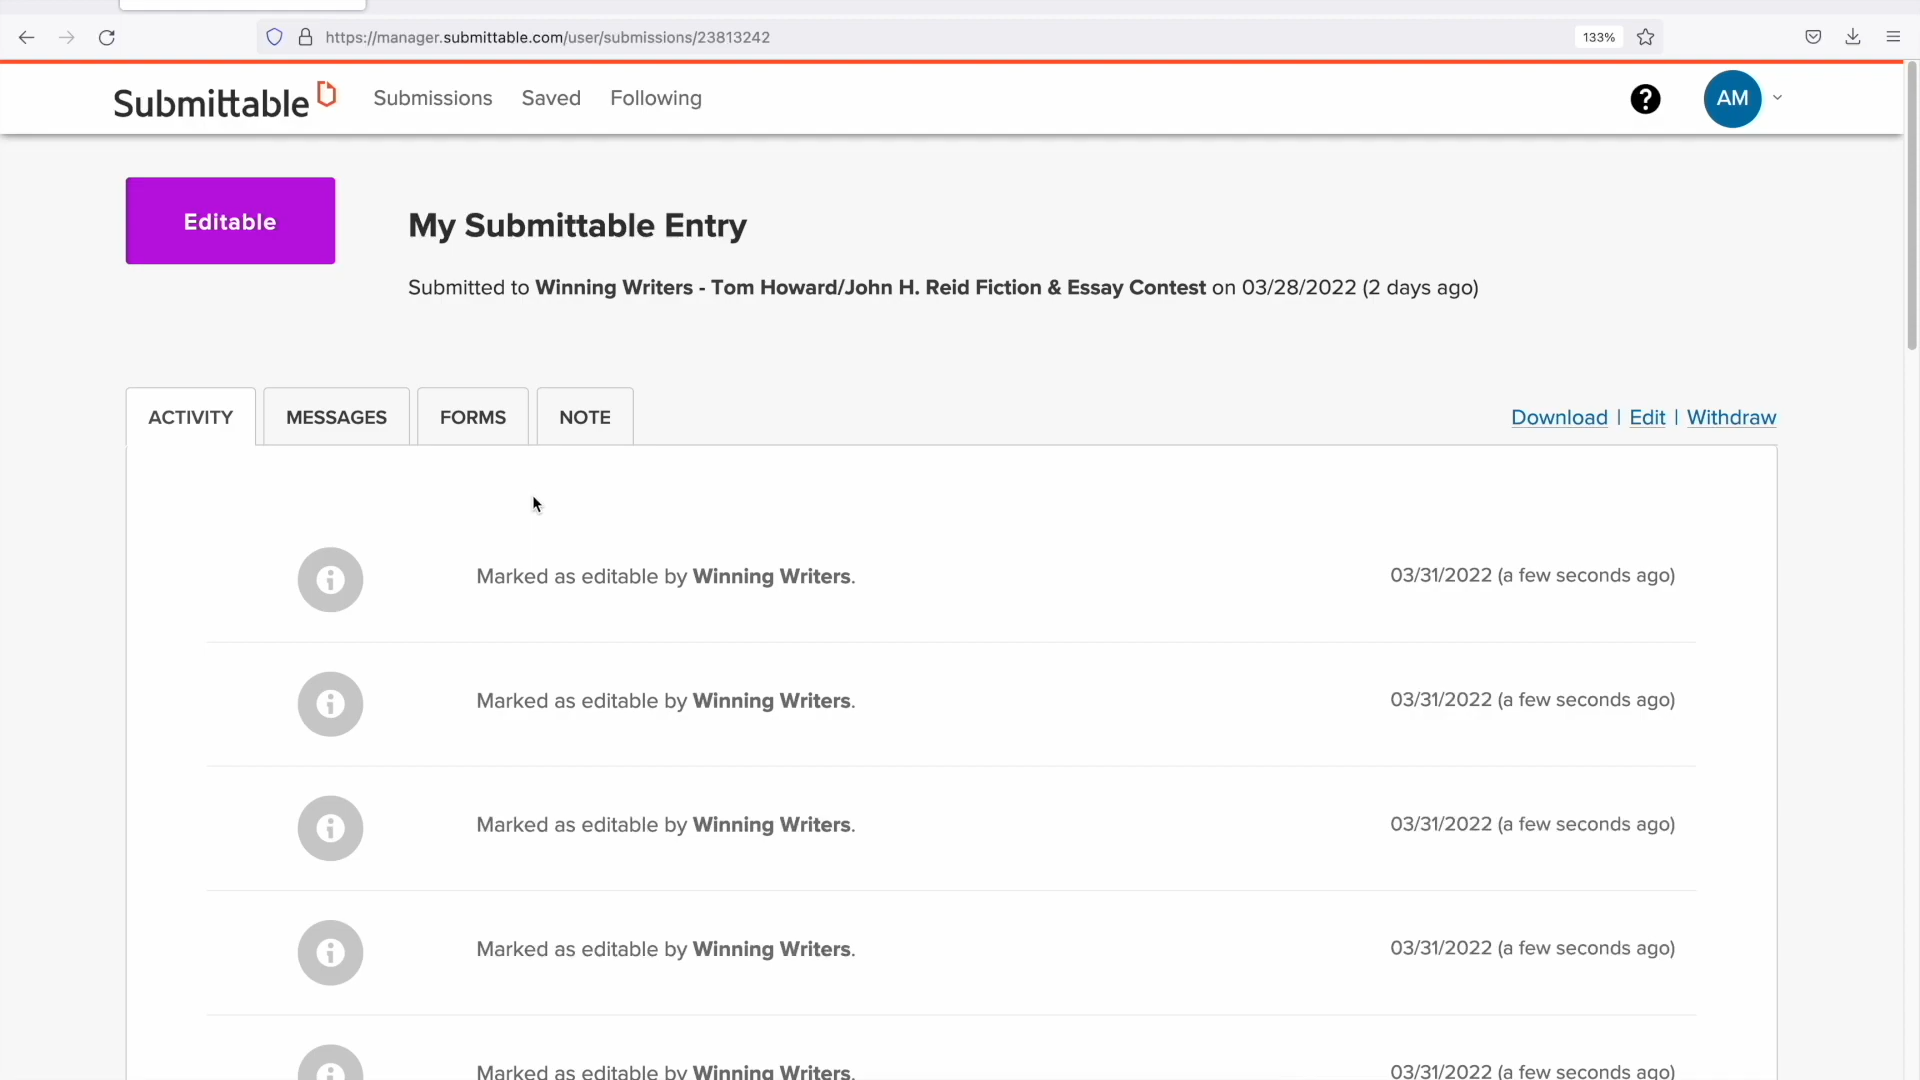 https://manager.submittable.com/user/submissions/23813242
133%
Submittable
Submissions Saved Following
?
AM
Editable
My Submittable Entry
Submitted to Winning Writers - Tom Howard/John H. Reid Fiction & Essay Contest on 03/28/2022 (2 days ago)
ACTIVITY MESSAGES FORMS NOTE
Download | Edit | Withdraw
Marked as editable by Winning Writers. 03/31/2022 (a few seconds ago)
Marked as editable by Winning Writers. 03/31/2022 (a few seconds ago)
Marked as editable by Winning Writers. 03/31/2022 (a few seconds ago)
Marked as editable by Winning Writers. 03/31/2022 (a few seconds ago)
Marked as editable by Winning Writers. 03/31/2022 (a few seconds ago)